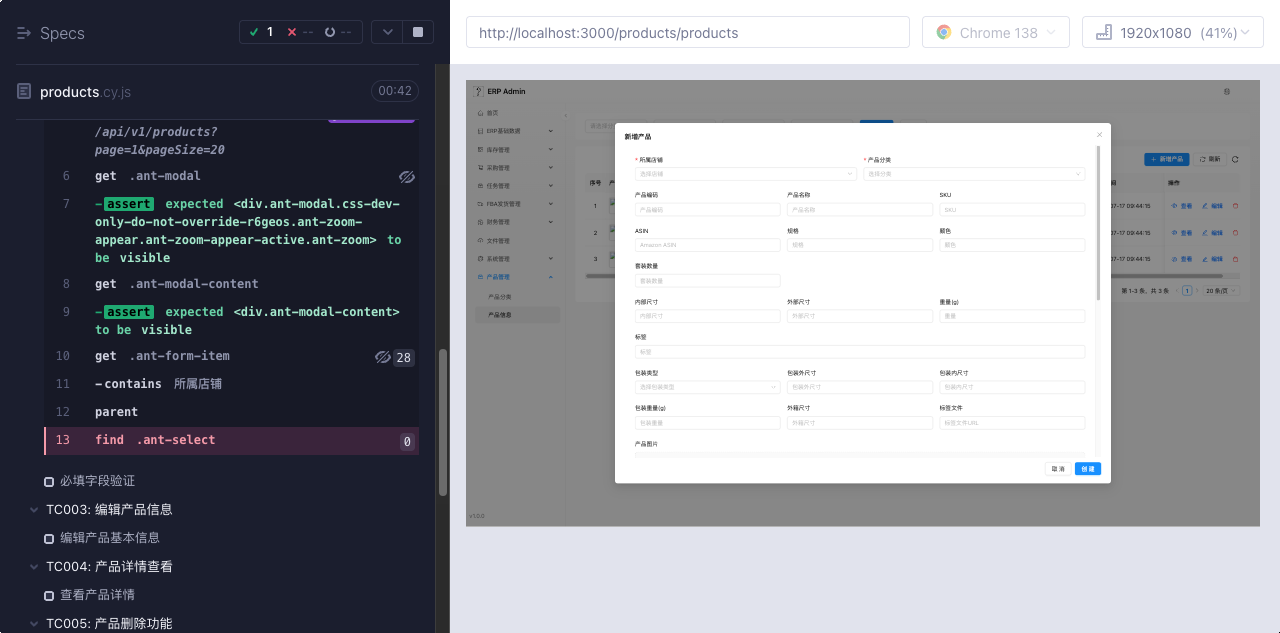 Specs
1
--
--
http://localhost:3000/products/products
Chrome 138
1920x1080 (41%)
products.cy.js
00:42
/api/v1/products?
page=1&pageSize=20
6 get .ant-modal
7 -assert expected <div.ant-modal.css-dev-
only-do-not-override-r6geos.ant-zoom-
appear.ant-zoom-appear-active.ant-zoom> to
be visible
8 get .ant-modal-content
9 -assert expected <div.ant-modal-content>
to be visible
10 get .ant-form-item 28
11 -contains 所属店铺
12 parent
13 find .ant-select 0
必填字段验证
TC003: 编辑产品信息
编辑产品基本信息
TC004: 产品详情查看
查看产品详情
TC005: 产品删除功能
ERP Admin
首页
ERP基础数据
库存管理
采购管理
任务管理
FBA发货管理
财务管理
文件管理
系统管理
产品管理
产品分类
产品信息
新增产品
* 所属店铺 * 产品分类
选择店铺 选择分类
产品编码 产品名称 SKU
产品编码 产品名称 SKU
ASIN 规格 颜色
Amazon ASIN 规格 颜色
套装数量
套装数量
内部尺寸 外部尺寸 重量(g)
内部尺寸 外部尺寸 重量
标签
标签
包装类型 包装外尺寸 包装内尺寸
选择包装类型 包装外尺寸 包装内尺寸
包装重量(g) 外箱尺寸 标签文件
包装重量 外箱尺寸 标签文件URL
产品图片
取消 创建
+ 新增产品 刷新
序号 操作
1 07-17 09:44:15 查看 编辑
2 07-17 09:44:15 查看 编辑
3 07-17 09:44:15 查看 编辑
第 1-3 条，共 3 条 1 20 条/页